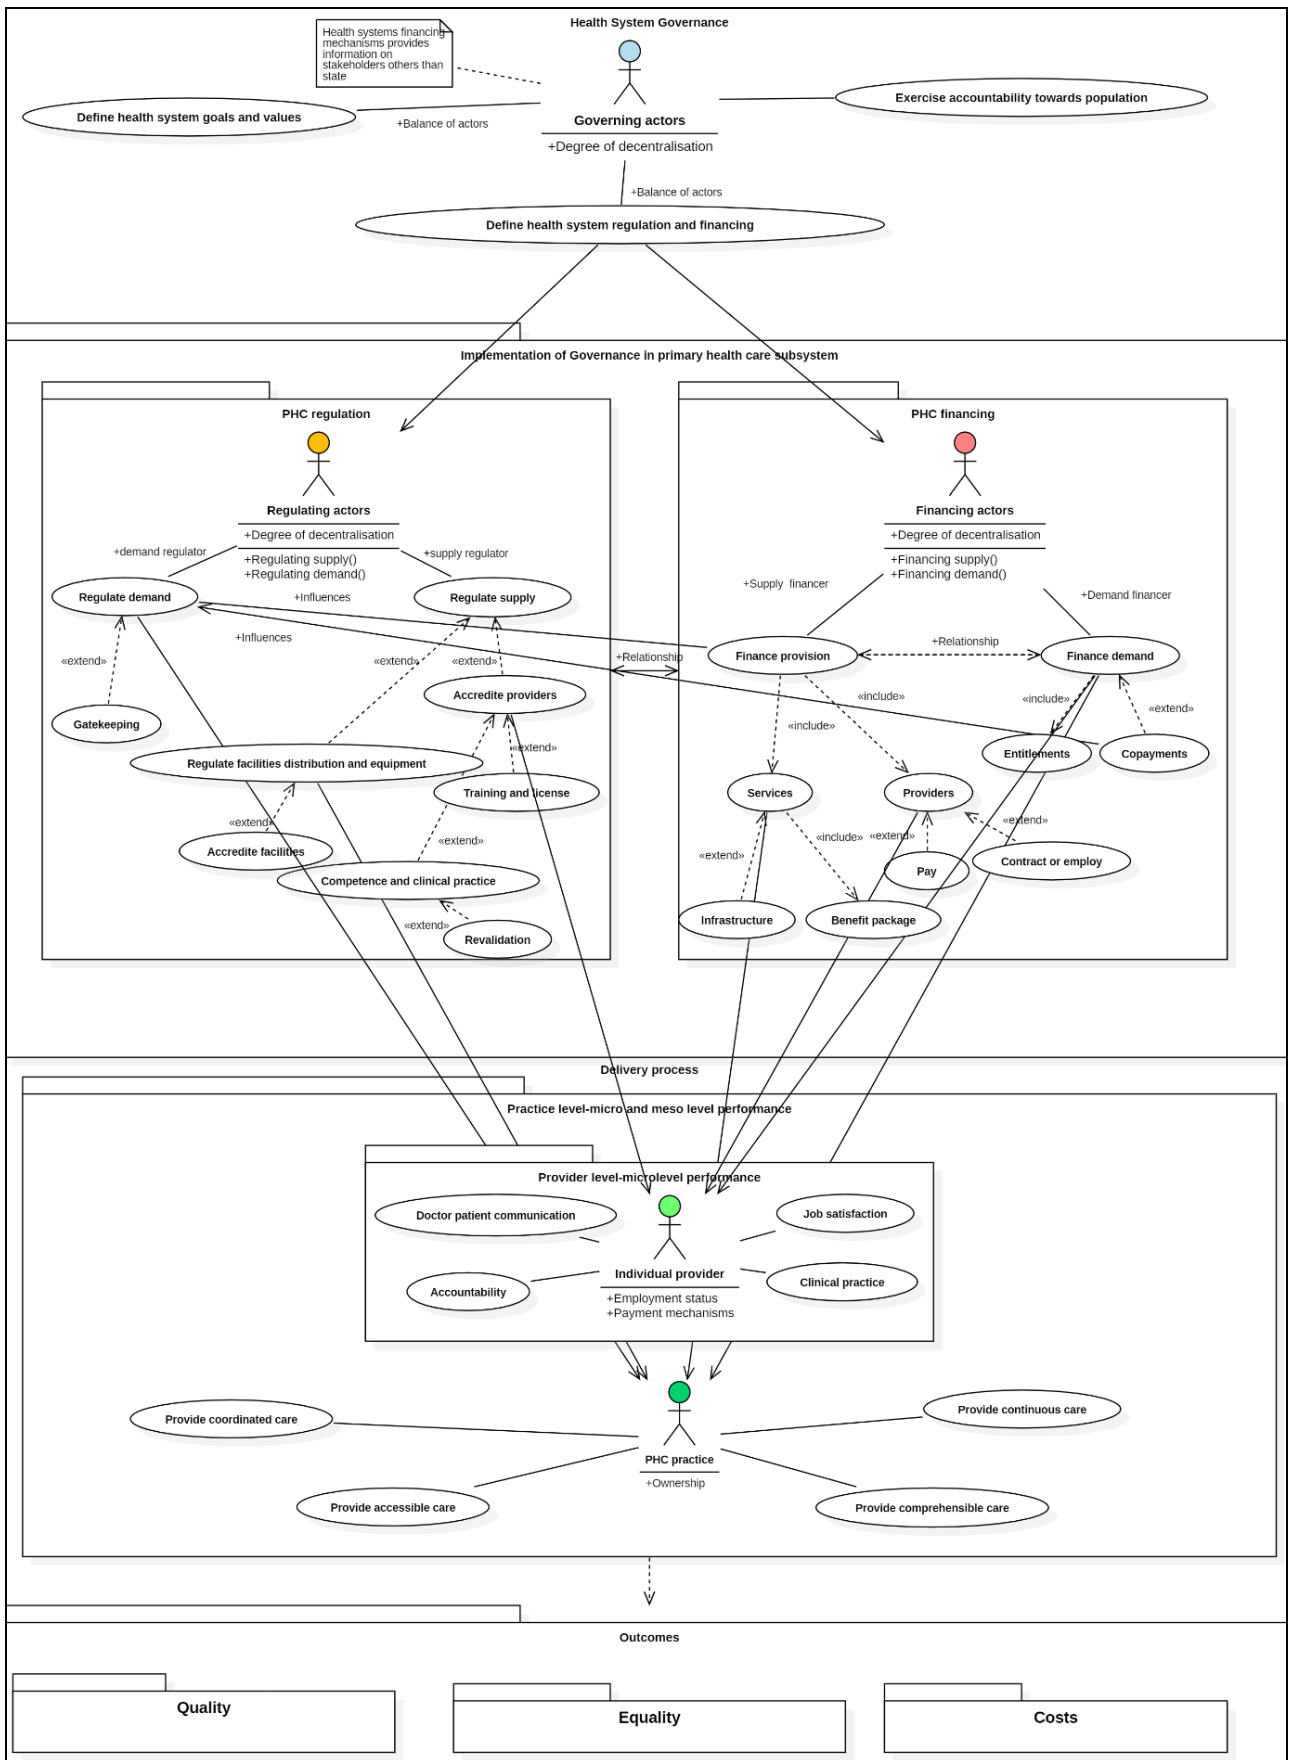 Health System Governance
Health systems financing
mechanisms provides
information on
stakeholders others than
state
Define health system goals and values
+Balance of actors
Governing actors
+Degree of decentralisation
Exercise accountability towards population
+Balance of actors
Define health system regulation and financing
Implementation of Governance in primary health care subsystem
PHC regulation
Regulating actors
+Degree of decentralisation
+Regulating supply()
+Regulating demand()
+demand regulator
+supply regulator
Regulate demand
+Influences
Regulate supply
+Influences
«extend»
«extend»
«extend»
Accredite providers
Gatekeeping
«extend»
Regulate facilities distribution and equipment
Training and license
«extend»
Accredite facilities
«extend»
Competence and clinical practice
«extend»
Revalidation
+Relationship
PHC financing
Financing actors
+Degree of decentralisation
+Financing supply()
+Financing demand()
+Supply  financer
+Demand financer
Finance provision
+Relationship
Finance demand
«include»
«include»
«include»
«extend»
Entitlements
Copayments
Services
Providers
«extend»
«include»
«extend»
«extend»
Pay
Contract or employ
Infrastructure
Benefit package
Delivery process
Practice level-micro and meso level performance
Provider level-microlevel performance
Doctor patient communication
Job satisfaction
Individual provider
+Employment status
+Payment mechanisms
Accountability
Clinical practice
Provide coordinated care
Provide continuous care
PHC practice
+Ownership
Provide accessible care
Provide comprehensible care
Outcomes
Quality
Equality
Costs